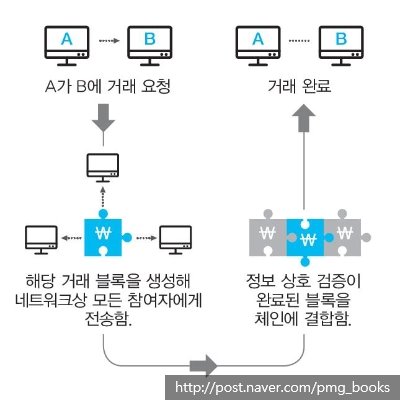 A
B
A가 B에 거래 요청
A
B
거래 완료
₩
해당 거래 블록을 생성해
네트워크상 모든 참여자에게
전송함.
₩
₩
₩
정보 상호 검증이
완료된 블록을
체인에 결합함.
http://post.naver.com/pmg_books